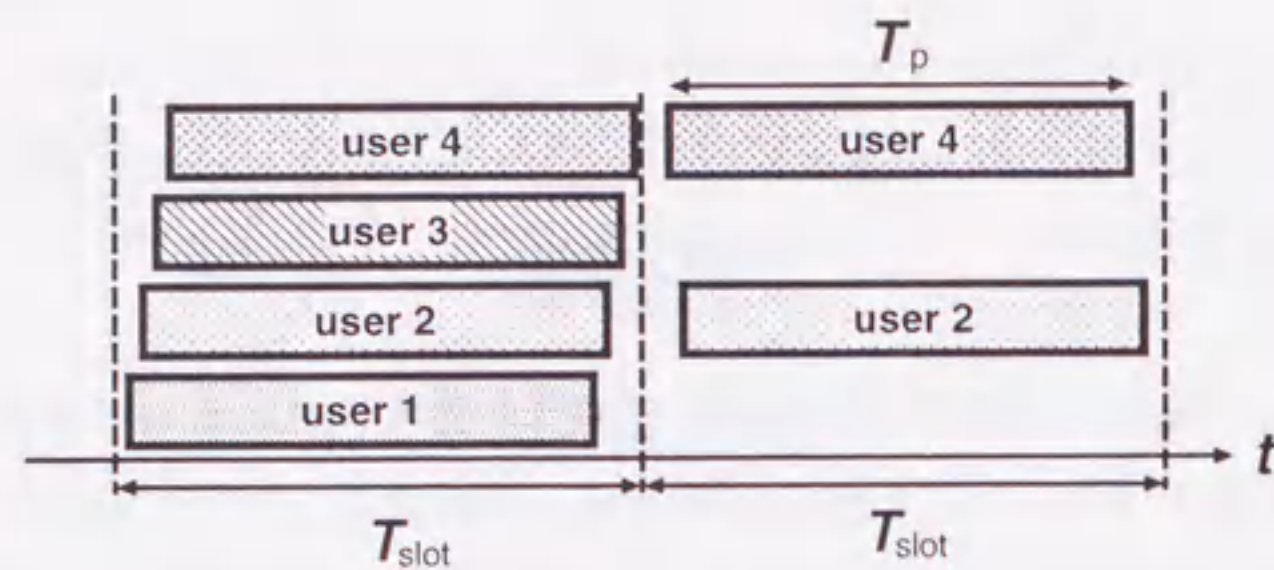 T_p
user 4 user 4
user 3
user 2 user 2
user 1
t
T_slot T_slot